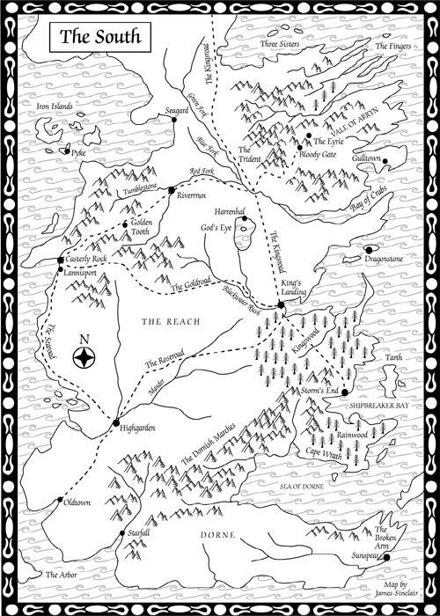 The South
Three Sisters
The Fingers
The Kingsroad
Green Fork
Iron Islands
Seagard
Blue Fork
VALE OF ARRYN
The Eyrie
The
Trident
Bloody Gate
Gulltown
Pyke
Red Fork
Tumblestone
Riverrun
Bay of Crabs
Harrenhal
God's Eye
Golden
Tooth
The Kingsroad
Casterly Rock
Lannisport
Dragonstone
The Goldroad
Blackwater Rush
King's
Landing
THE REACH
N
The Searoad
Kingswood
The Roseroad
Tarth
Mander
Storm's End
SHIPBREAKER BAY
Highgarden
Rainwood
The Dornish Marches
Cape Wrath
SEA OF DORNE
Oldtown
Starfall
DORNE
The
Broken
Arm
Sunspear
The Arbor
Map by
James Sinclair